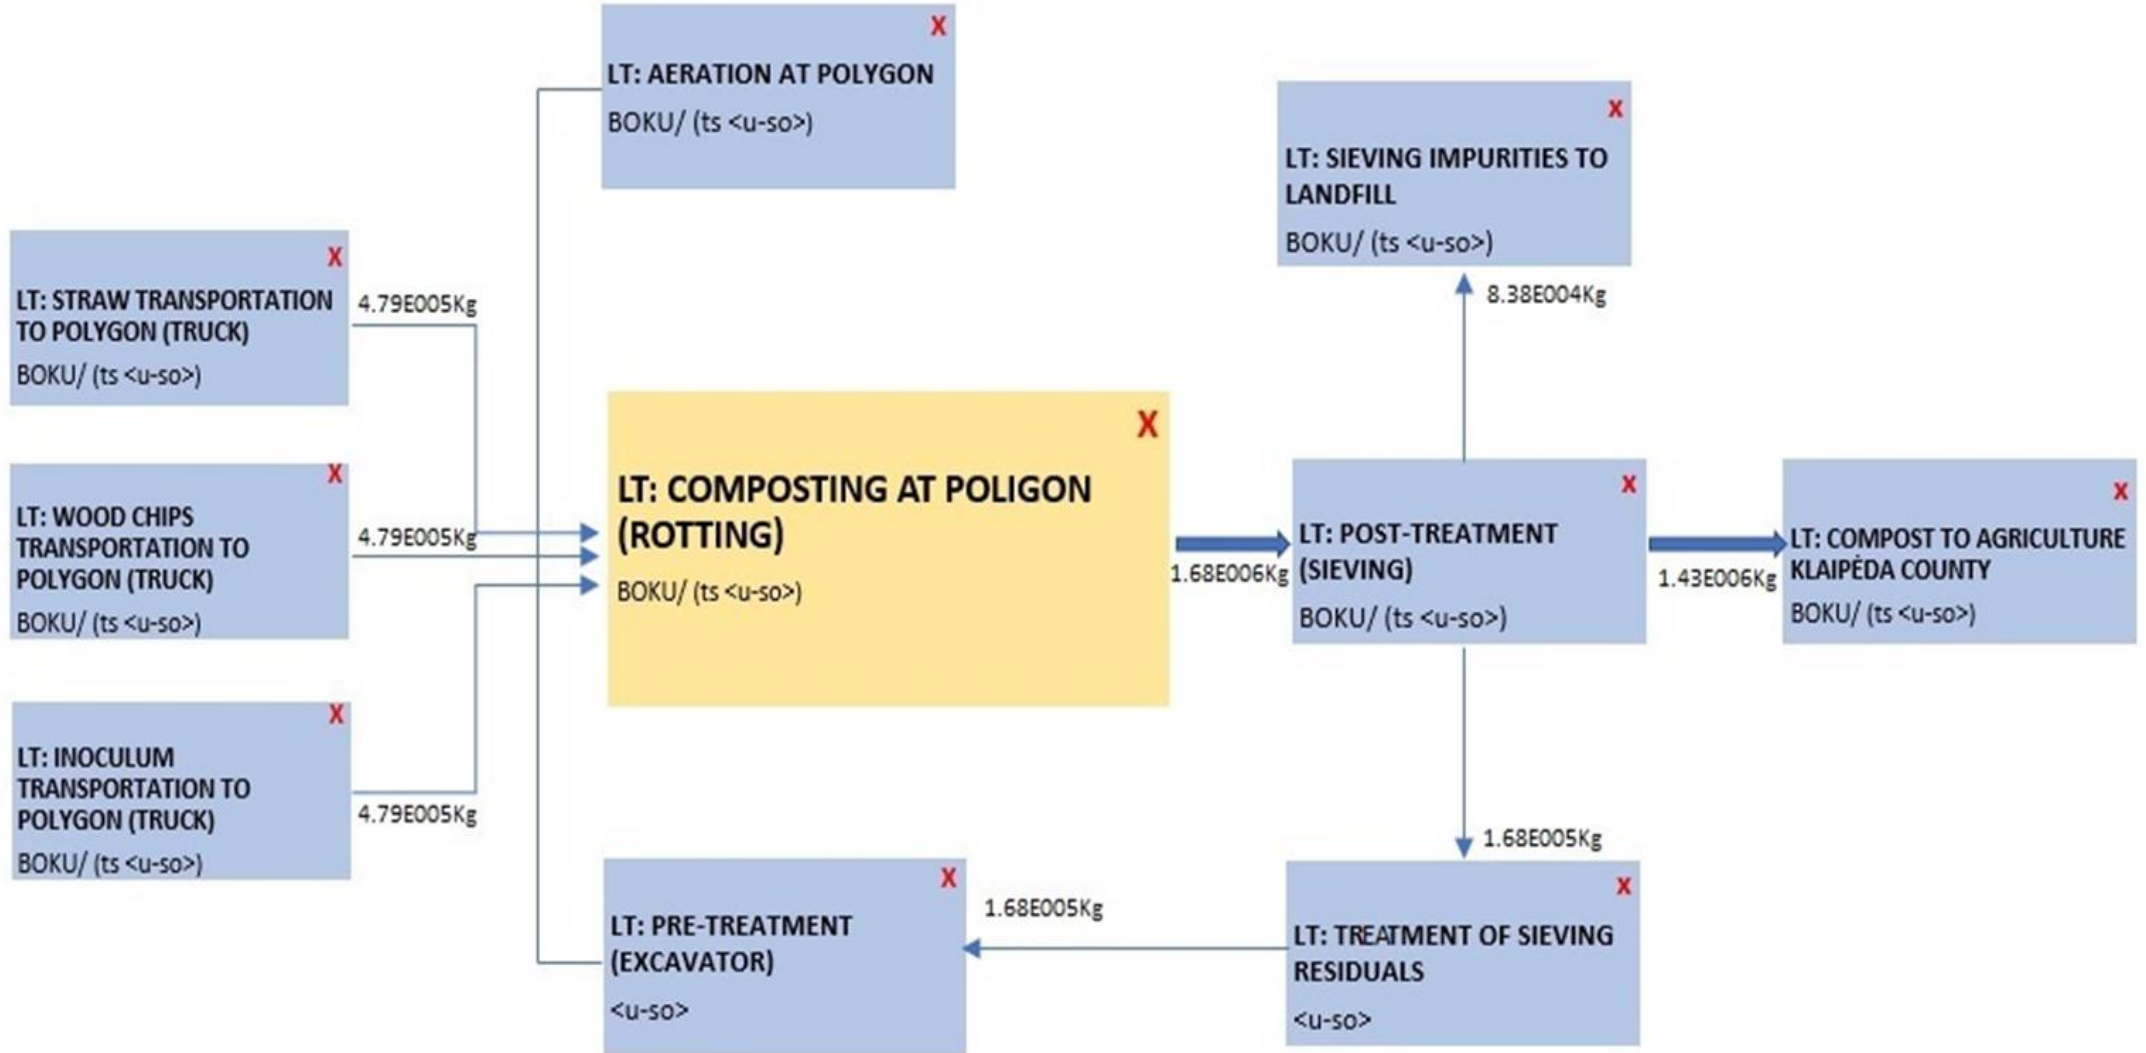 X
LT: AERATION AT POLYGON
BOKU/ (ts <u-so>)
X
LT: SIEVING IMPURITIES TO
LANDFILL
BOKU/ (ts <u-so>)
8.38E004Kg
X
LT: STRAW TRANSPORTATION
TO POLYGON (TRUCK)
BOKU/ (ts <u-so>)
4.79E005Kg
X
LT: WOOD CHIPS
TRANSPORTATION TO
POLYGON (TRUCK)
BOKU/ (ts <u-so>)
4.79E005Kg
X
LT: INOCULUM
TRANSPORTATION TO
POLYGON (TRUCK)
BOKU/ (ts <u-so>)
4.79E005Kg
X
LT: COMPOSTING AT POLIGON
(ROTTING)
BOKU/ (ts <u-so>)
1.68E006Kg
X
LT: POST-TREATMENT
(SIEVING)
BOKU/ (ts <u-so>)
1.43E006Kg
X
LT: COMPOST TO AGRICULTURE
KLAIPĖDA COUNTY
BOKU/ (ts <u-so>)
1.68E005Kg
X
LT: PRE-TREATMENT
(EXCAVATOR)
<u-so>
1.68E005Kg
X
LT: TREATMENT OF SIEVING
RESIDUALS
<u-so>